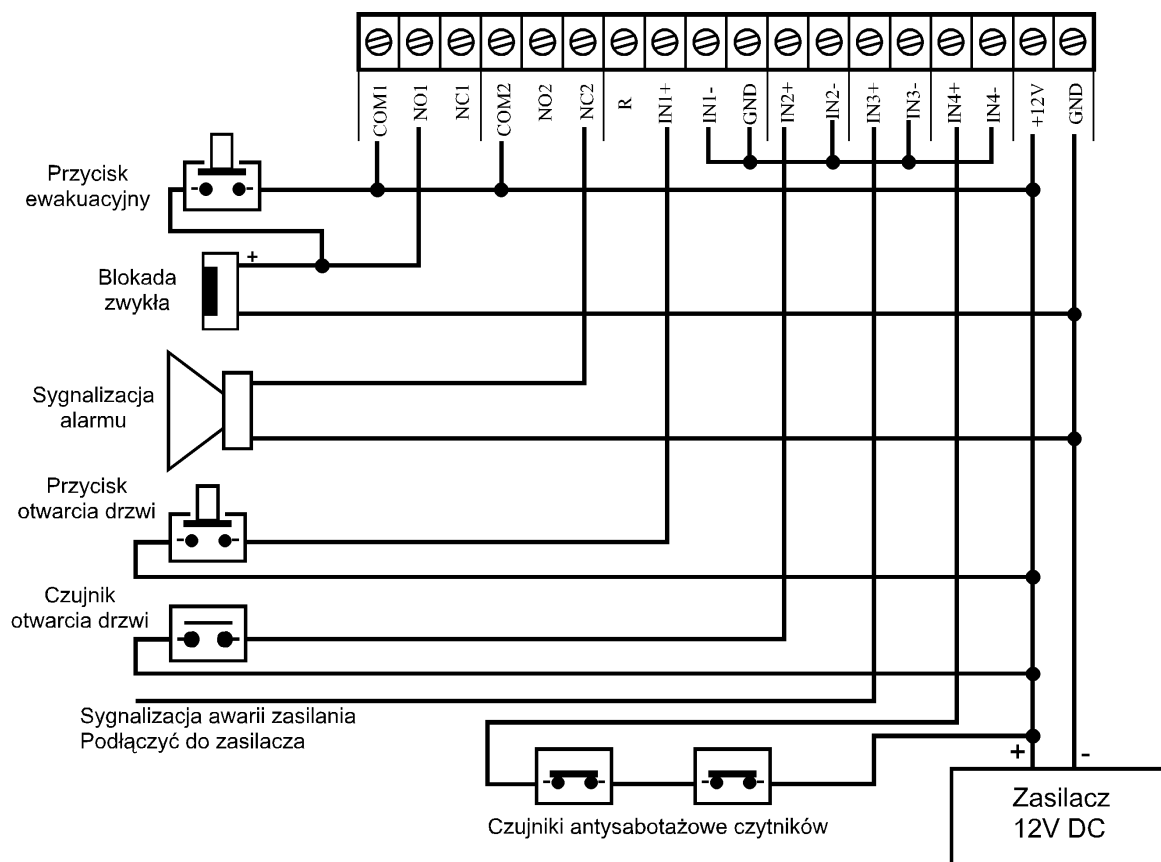 COM1
NO1
NC1
COM2
NO2
NC2
R
IN1+
IN1-
GND
IN2+
IN2-
IN3+
IN3-
IN4+
IN4-
+12V
GND
Przycisk
ewakuacyjny
+
Blokada
zwykła
Sygnalizacja
alarmu
Przycisk
otwarcia drzwi
Czujnik
otwarcia drzwi
Sygnalizacja awarii zasilania
Podłączyć do zasilacza
+ -
Zasilacz
12V DC
Czujniki antysabotażowe czytników